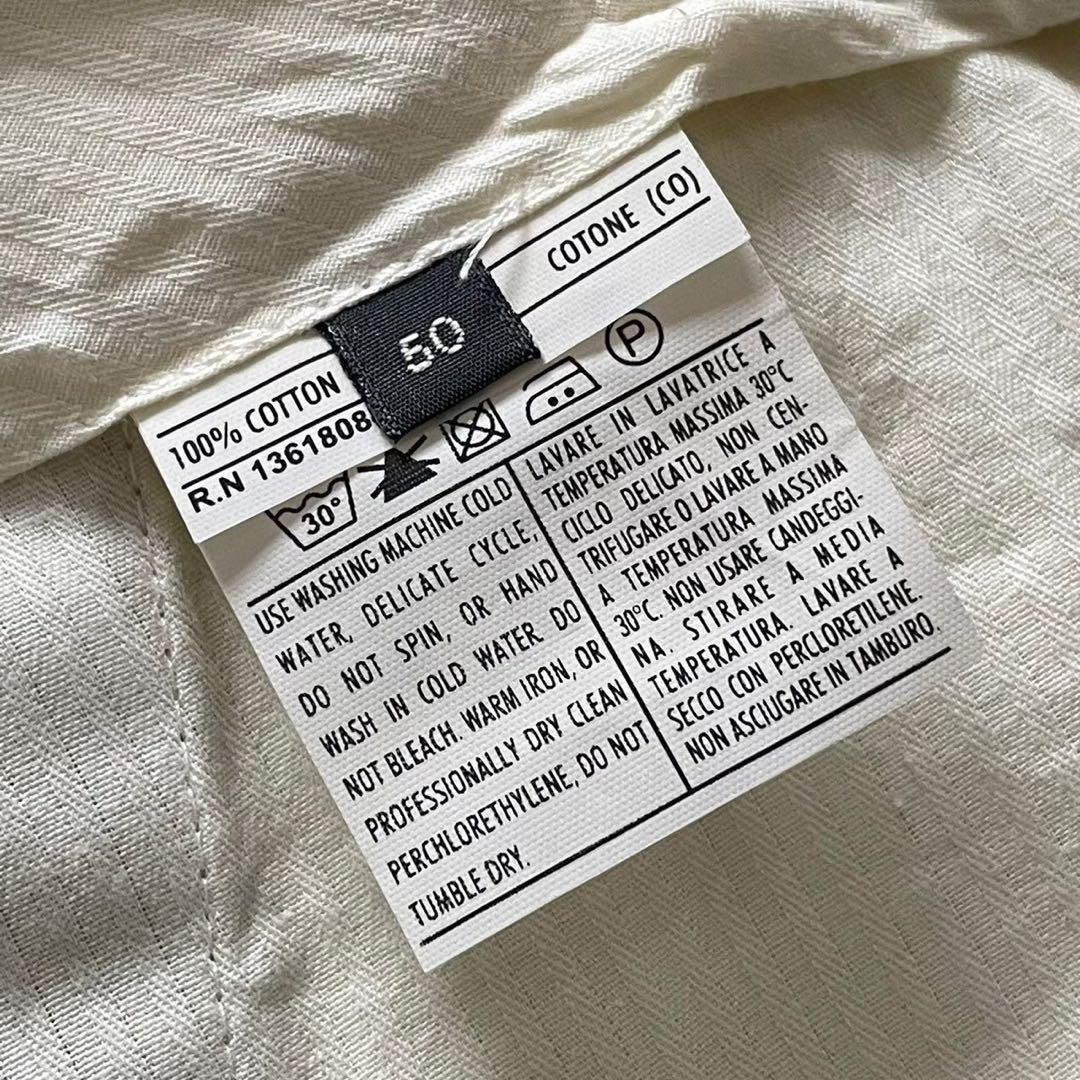 100% COTTON
COTONE (CO)
R.N 1361808
50
30°
P
USE WASHING MACHINE COLD
WATER, DELICATE CYCLE,
DO NOT SPIN, OR HAND
WASH IN COLD WATER. DO
NOT BLEACH. WARM IRON, OR
PROFESSIONALLY DRY CLEAN
PERCHLORETHYLENE, DO NOT
TUMBLE DRY.
LAVARE IN LAVATRICE A
TEMPERATURA MASSIMA 30°C
CICLO DELICATO, NON CEN-
TRIFUGARE O LAVARE A MANO
A TEMPERATURA MASSIMA
30°C. NON USARE CANDEGGI-
NA. STIRARE A MEDIA
TEMPERATURA. LAVARE A
SECCO CON PERCLORETILENE.
NON ASCIUGARE IN TAMBURO.